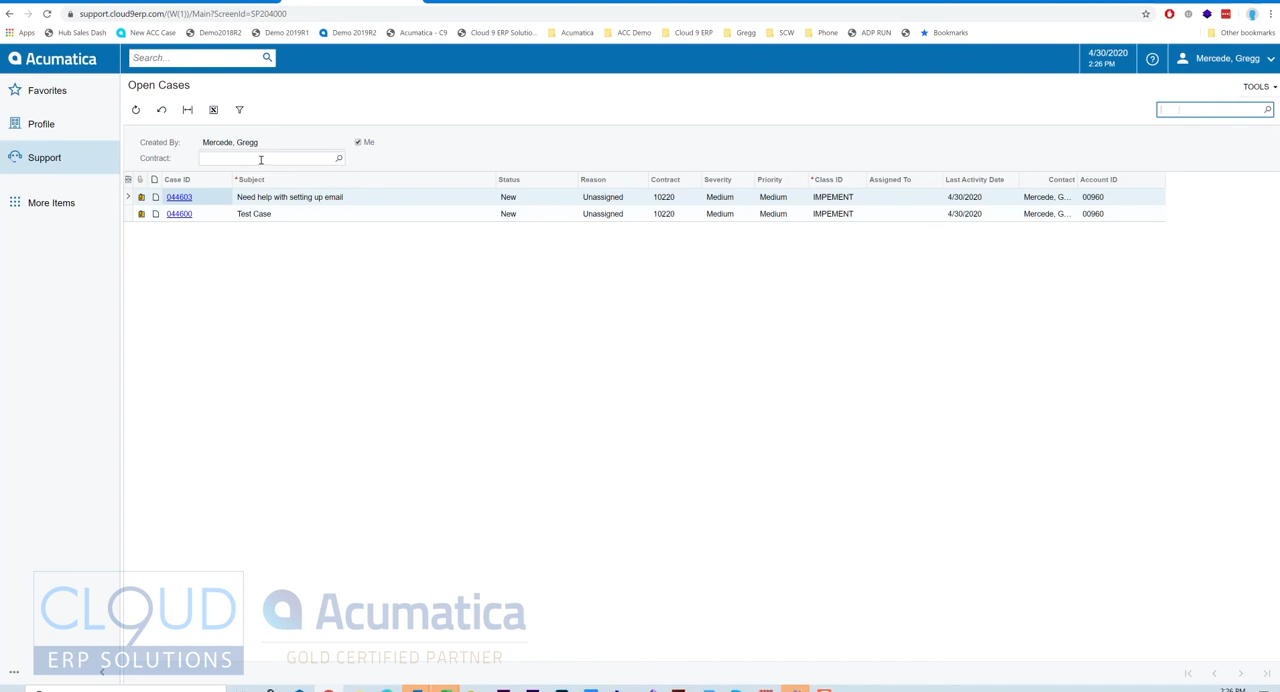 support.cloud9erp.com/(W(1))/Main?ScreenId=SP204000
Apps Hub Sales Dash New ACC Case Demo2018R2 Demo 2019R1 Demo 2019R2 Acumatica - C9 Cloud 9 ERP Solutio... Acumatica ACC Demo Cloud 9 ERP Gregg SCW Phone ADP RUN Bookmarks Other bookmarks
Acumatica Search... 4/30/2020 2:26 PM Mercede, Gregg
Favorites
Profile
Support
More Items
Open Cases TOOLS
Created By: Mercede, Gregg Me
Contract:
Case ID * Subject Status Reason Contract Severity Priority * Class ID Assigned To Last Activity Date Contact Account ID
044603 Need help with setting up email New Unassigned 10220 Medium Medium IMPEMENT 4/30/2020 Mercede, G... 00960
044600 Test Case New Unassigned 10220 Medium Medium IMPEMENT 4/30/2020 Mercede, G... 00960
CLOUD 9
ERP SOLUTIONS
Acumatica
GOLD CERTIFIED PARTNER
2:26 PM